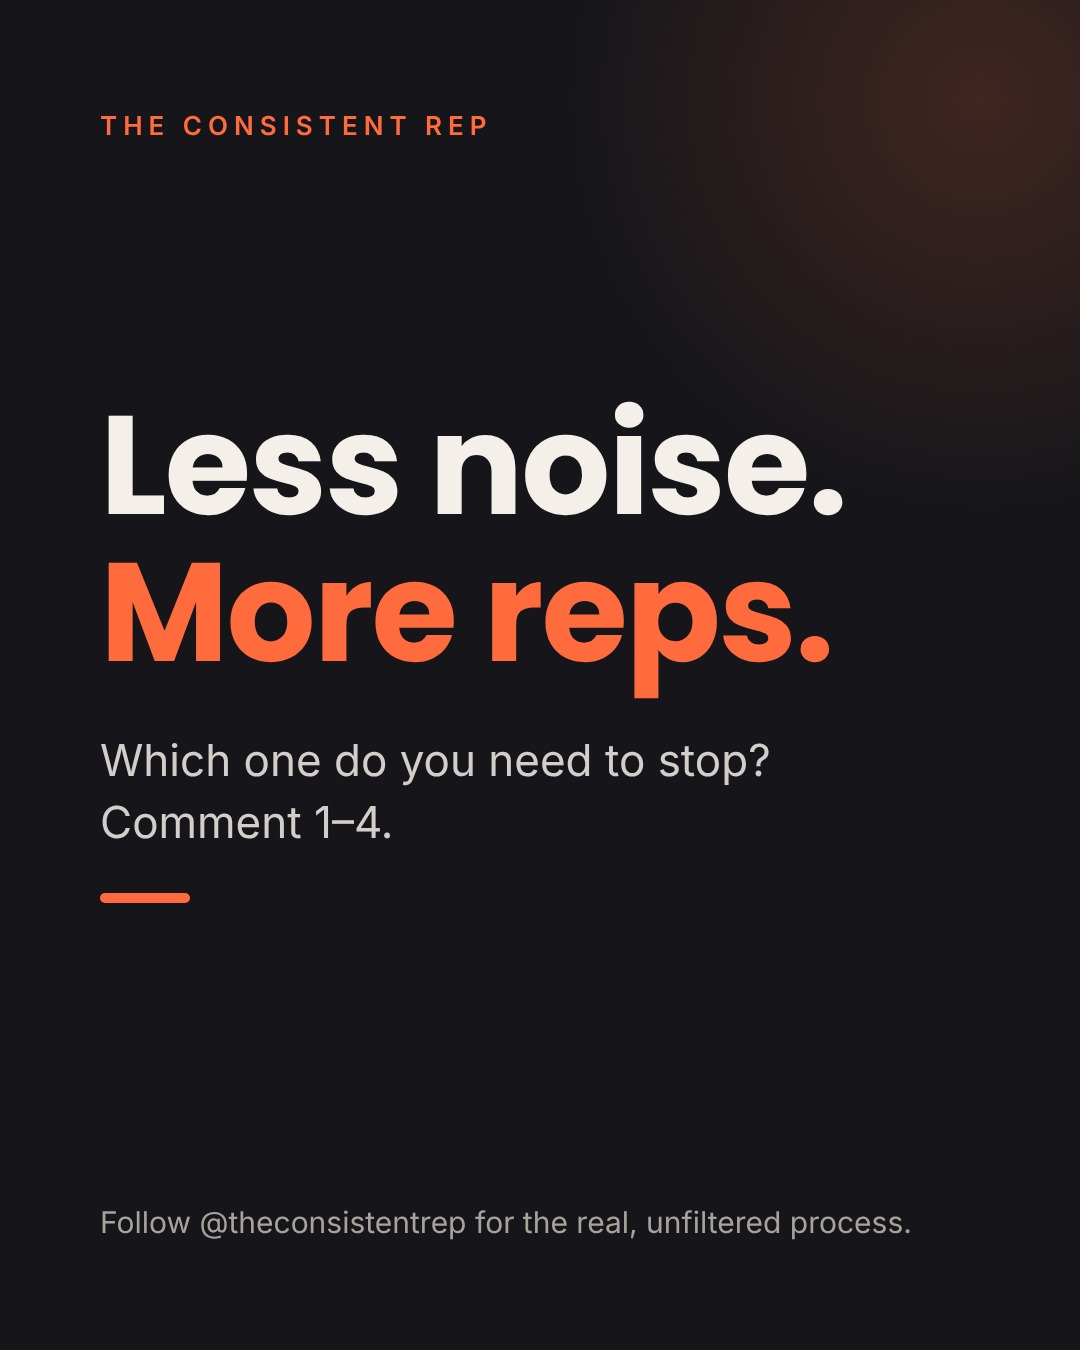 THE CONSISTENT REP
Less noise.
More reps.
Which one do you need to stop?
Comment 1–4.
Follow @theconsistentrep for the real, unfiltered process.